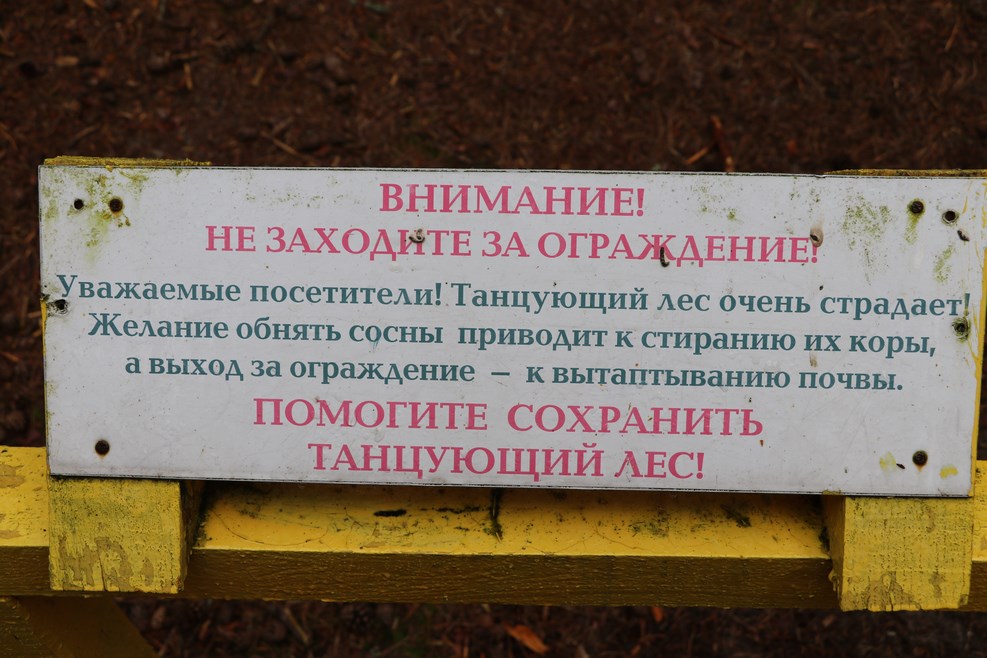 ВНИМАНИЕ!
НЕ ЗАХОДИТЕ ЗА ОГРАЖДЕНИЕ!
Уважаемые посетители! Танцующий лес очень страдает!
Желание обнять сосны приводит к стиранию их коры,
а выход за ограждение – к вытаптыванию почвы.
ПОМОГИТЕ СОХРАНИТЬ
ТАНЦУЮЩИЙ ЛЕС!